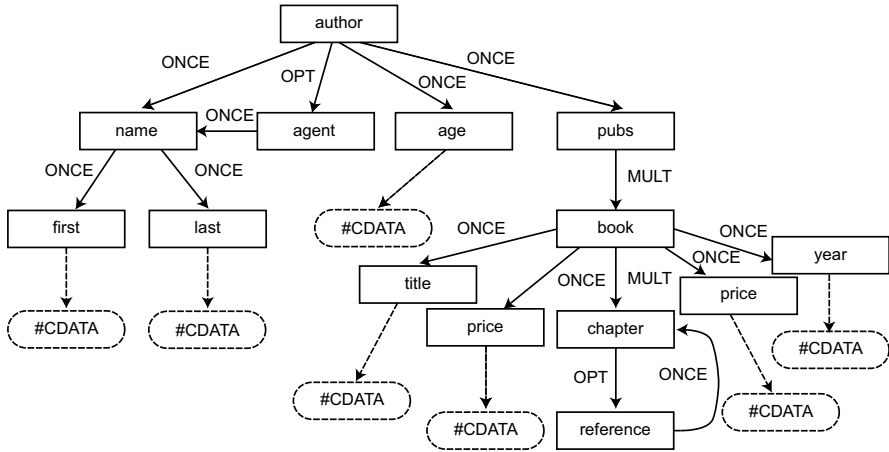 author
ONCE
OPT
ONCE
ONCE
name
ONCE
agent
age
pubs
ONCE
ONCE
MULT
first
last
#CDATA
book
ONCE
ONCE
ONCE
year
title
ONCE
MULT
price
#CDATA
#CDATA
price
chapter
#CDATA
#CDATA
OPT
ONCE
#CDATA
#CDATA
reference